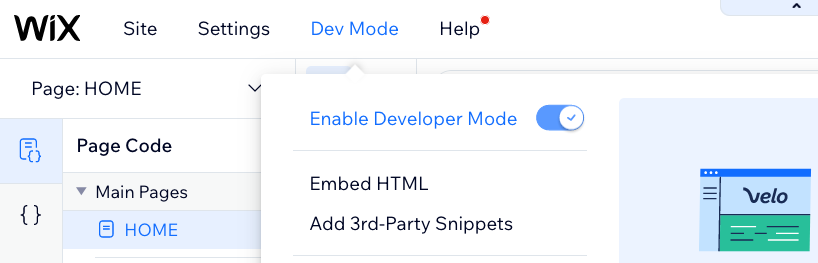 WiX Site Settings Dev Mode Help
Page: HOME
Enable Developer Mode
Page Code
Embed HTML
Main Pages
velo
{ }
Add 3rd-Party Snippets
HOME